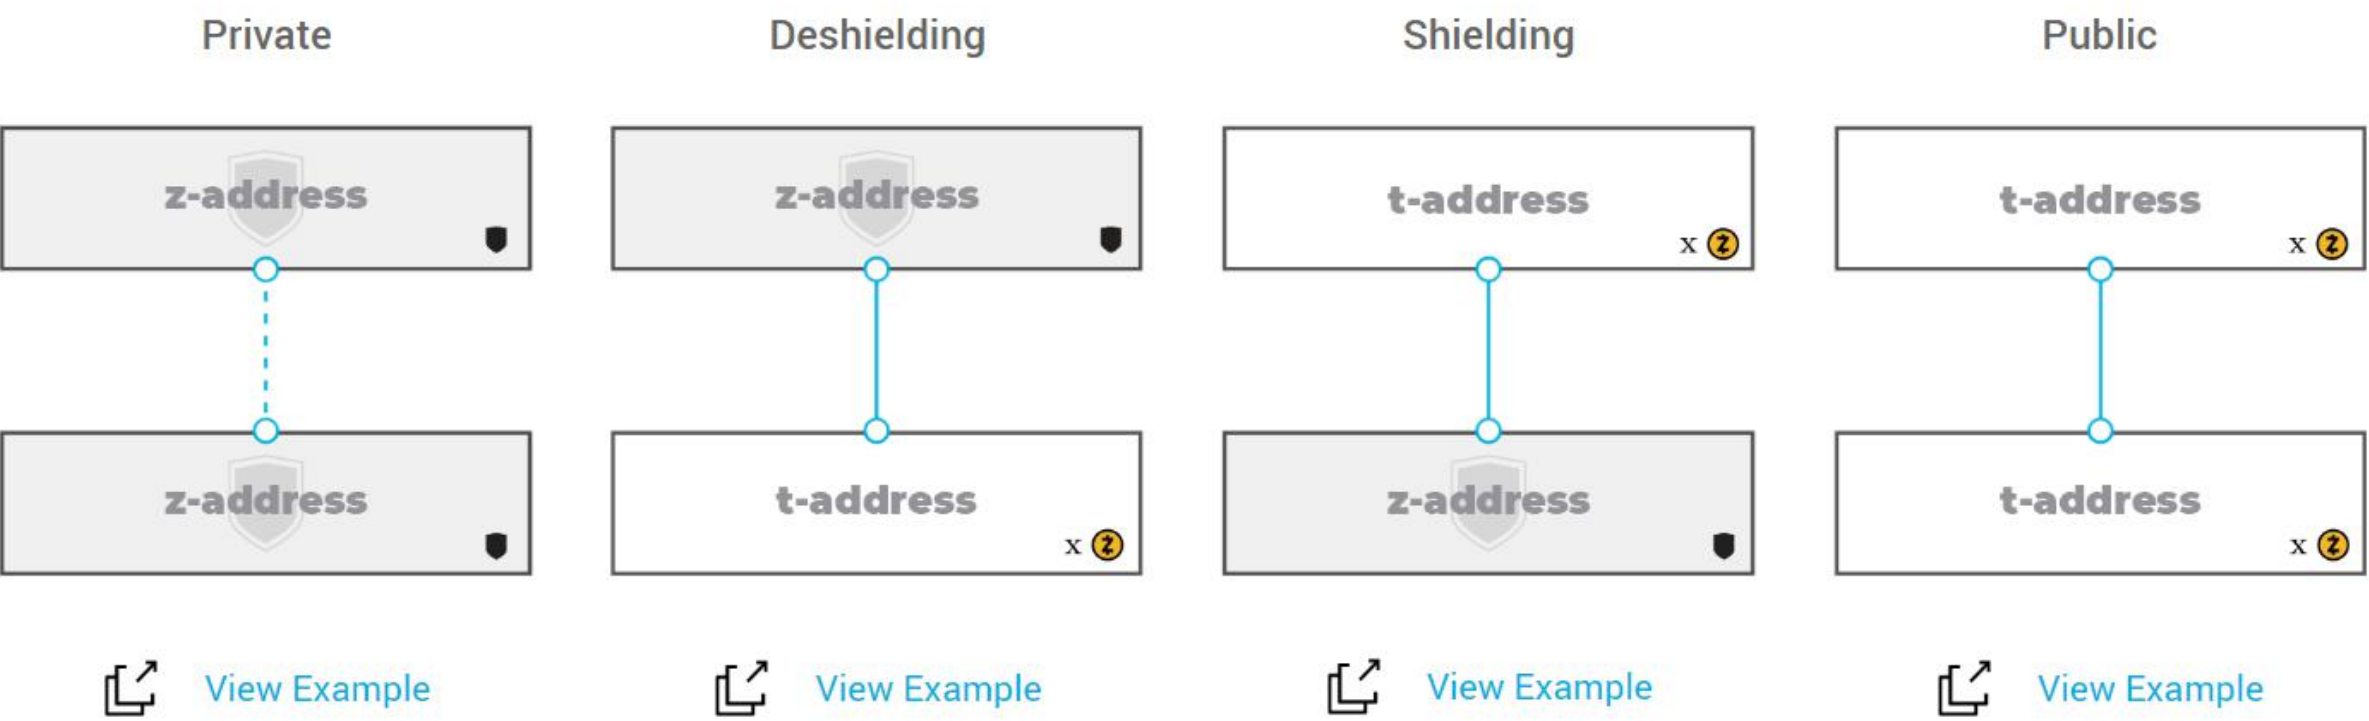 Private
Deshielding
Shielding
Public
z-address
z-address
t-address
x
t-address
x
z-address
t-address
x
z-address
t-address
x
View Example
View Example
View Example
View Example